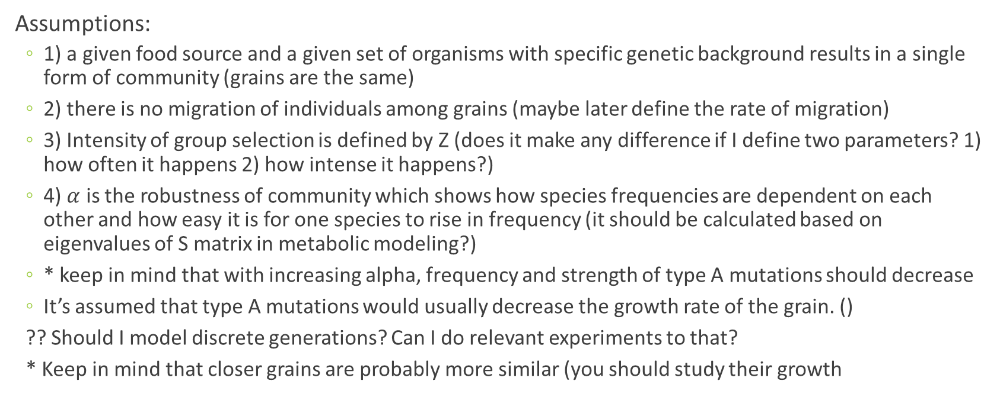 Assumptions:
◦ 1) a given food source and a given set of organisms with specific genetic background results in a single
form of community (grains are the same)
◦ 2) there is no migration of individuals among grains (maybe later define the rate of migration)
◦ 3) Intensity of group selection is defined by Z (does it make any difference if I define two parameters? 1)
how often it happens 2) how intense it happens?)
◦ 4) 𝛼 is the robustness of community which shows how species frequencies are dependent on each
other and how easy it is for one species to rise in frequency (it should be calculated based on
eigenvalues of S matrix in metabolic modeling?)
◦ * keep in mind that with increasing alpha, frequency and strength of type A mutations should decrease
◦ It’s assumed that type A mutations would usually decrease the growth rate of the grain. ()
?? Should I model discrete generations? Can I do relevant experiments to that?
* Keep in mind that closer grains are probably more similar (you should study their growth